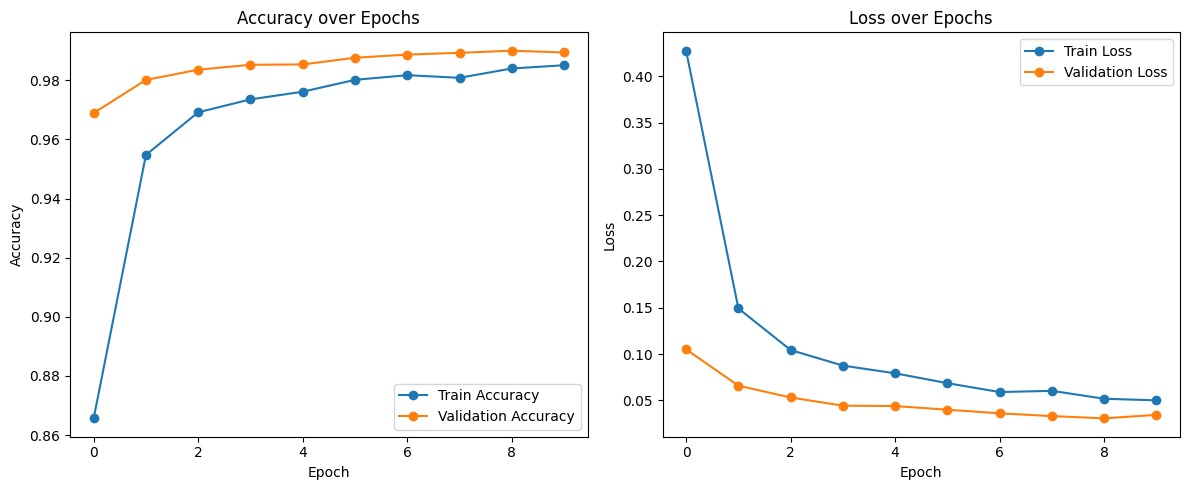 Accuracy over Epochs
0.98
0.96
0.94
0.92
0.90
0.88
0.86
Accuracy
0
2
4
6
8
Epoch
Train Accuracy
Validation Accuracy
Loss over Epochs
0.40
0.35
0.30
0.25
0.20
0.15
0.10
0.05
Loss
0
2
4
6
8
Epoch
Train Loss
Validation Loss